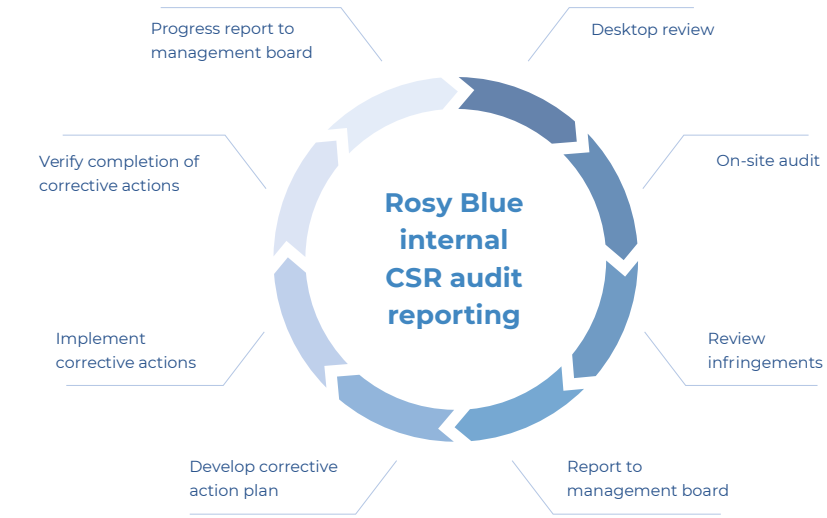 Progress report to
management board
Desktop review
Verify completion of
corrective actions
On-site audit
Rosy Blue
internal
CSR audit
reporting
Implement
corrective actions
Review
infringements
Develop corrective
action plan
Report to
management board